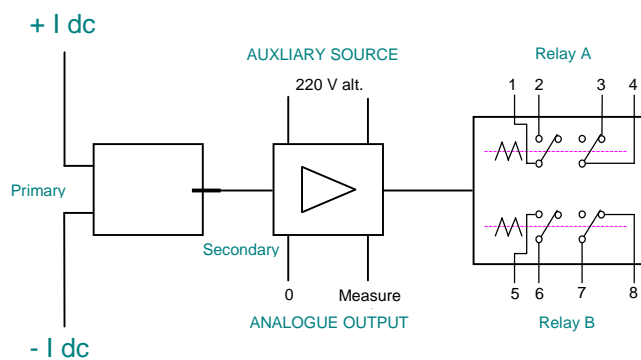 + I dc
AUXLIARY SOURCE
Relay A
220 V alt.
1 2 3 4
Primary
Secondary
0 Measure
5 6 7 8
ANALOGUE OUTPUT
Relay B
- I dc